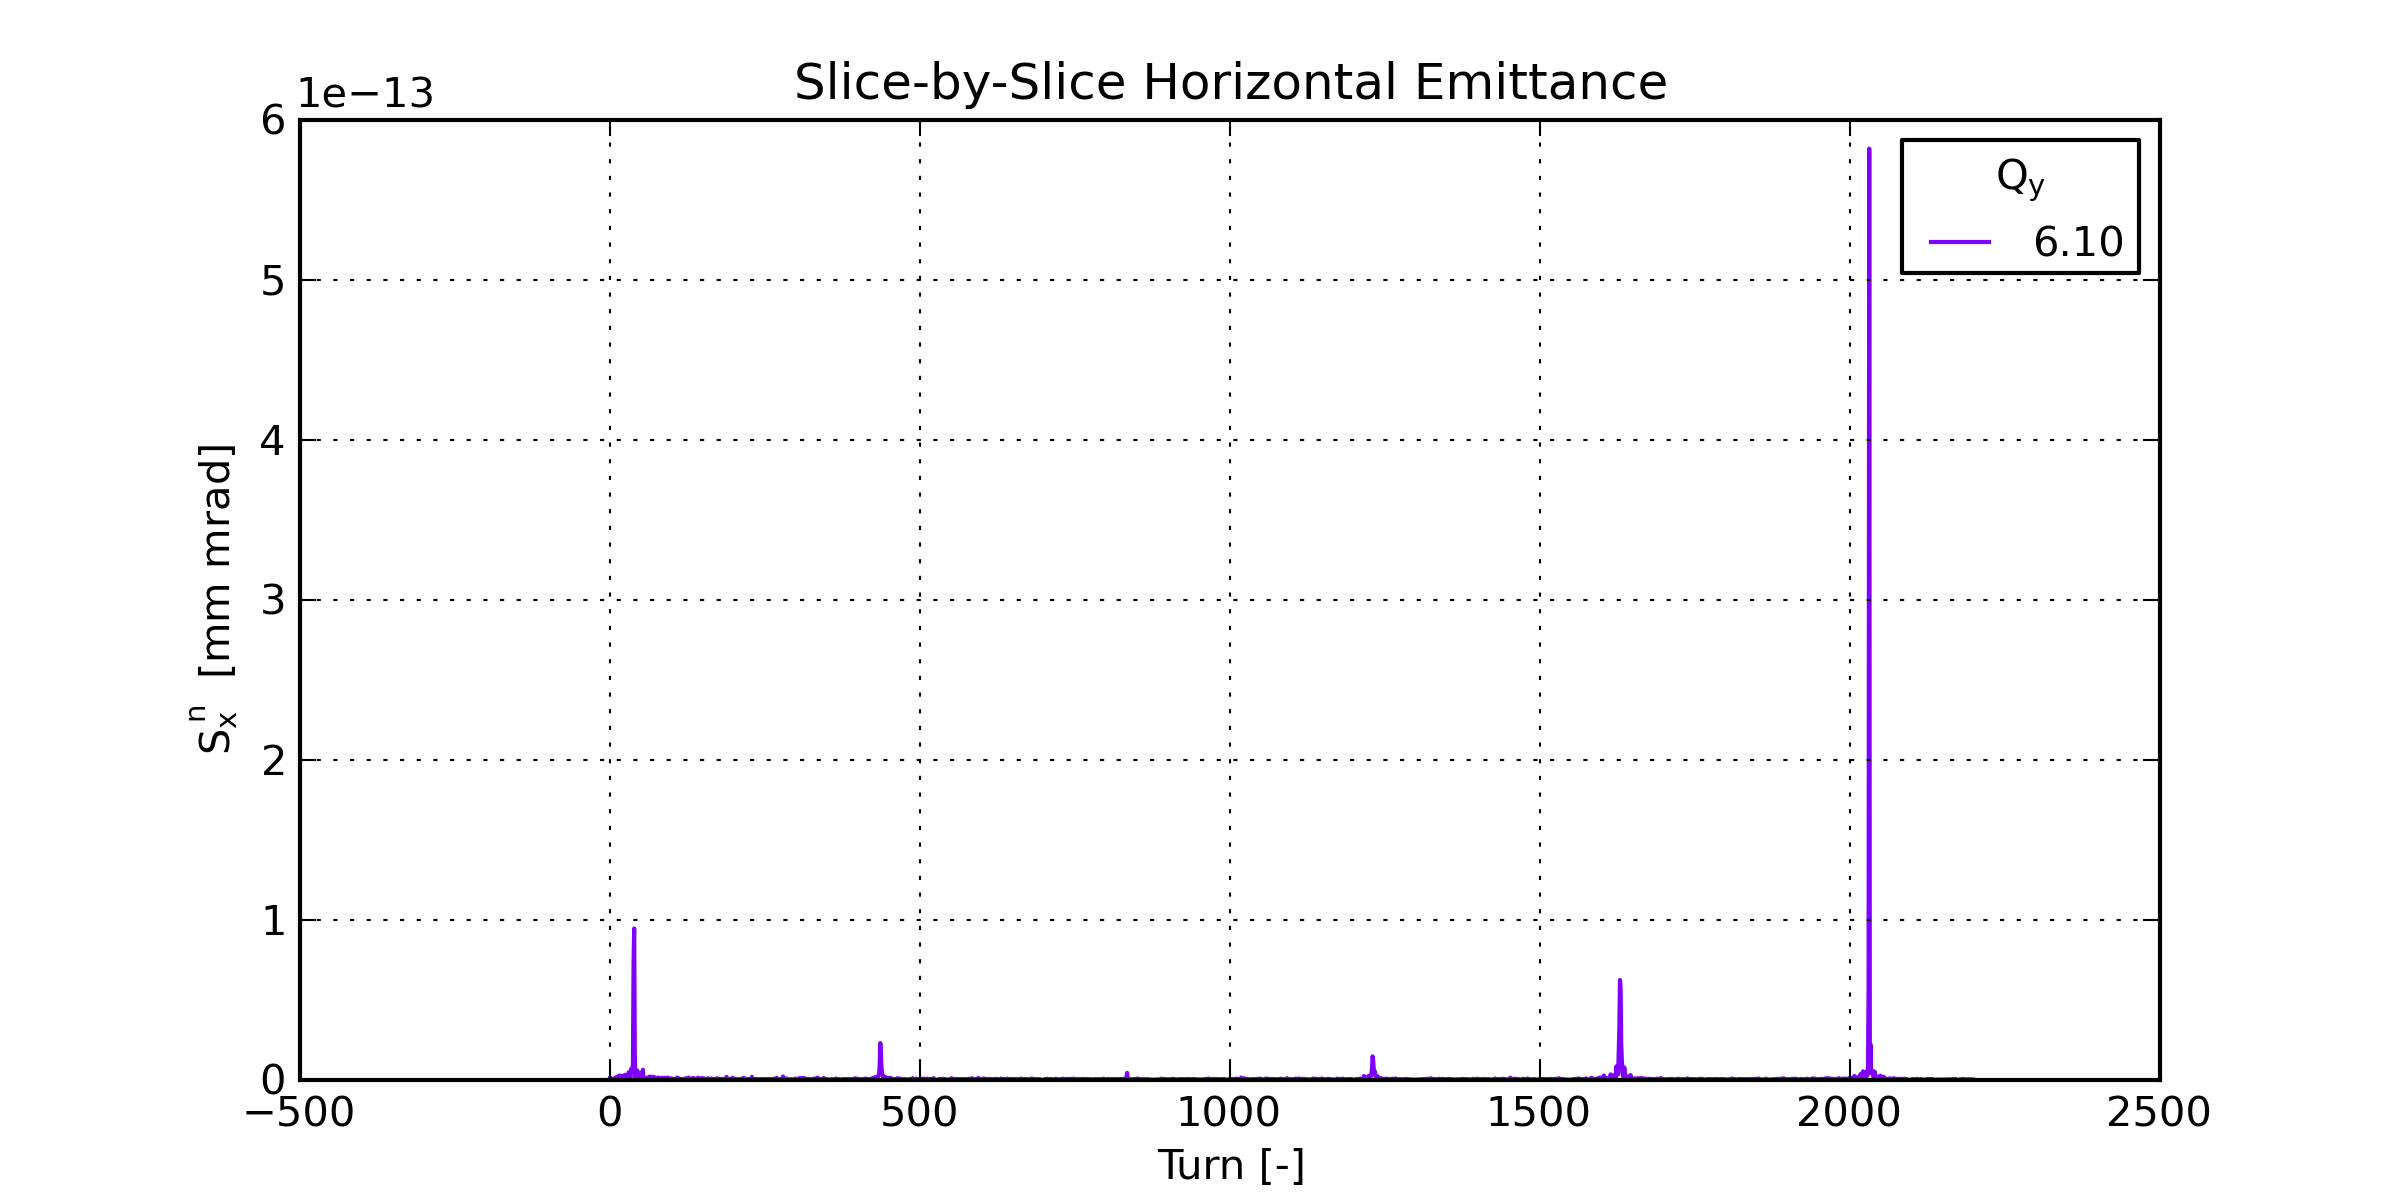 Slice-by-Slice Horizontal Emittance
1e−13
6
5
4
3
2
1
0
S_x^n [mm mrad]
Q_y
6.10
−500 0 500 1000 1500 2000 2500
Turn [-]